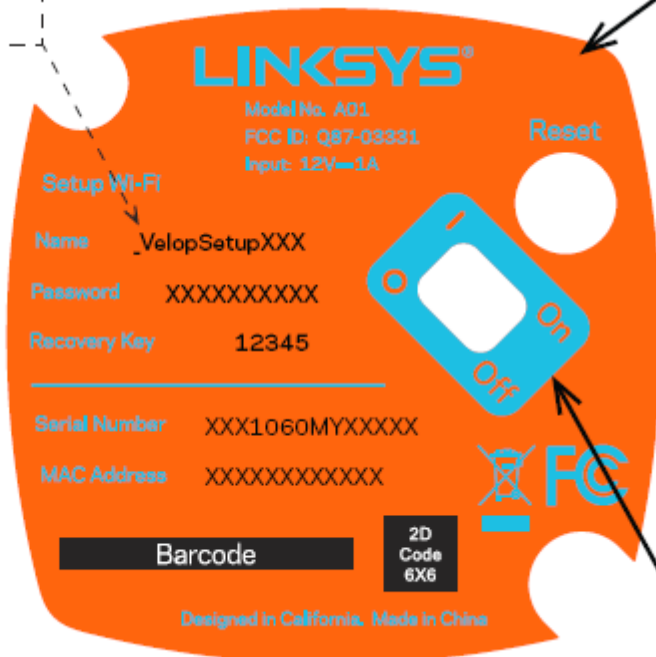 LINKSYS®
Model No. A01
FCC ID: Q87-03331
Input: 12V⎓1A
Reset
Setup Wi-Fi
Name _VelopSetupXXX
Password XXXXXXXXXX
Recovery Key 12345
I On
O Off
Serial Number XXX1060MYXXXXX
MAC Address XXXXXXXXXXXX
FC
Barcode
2D
Code
6X6
Designed in California. Made in China